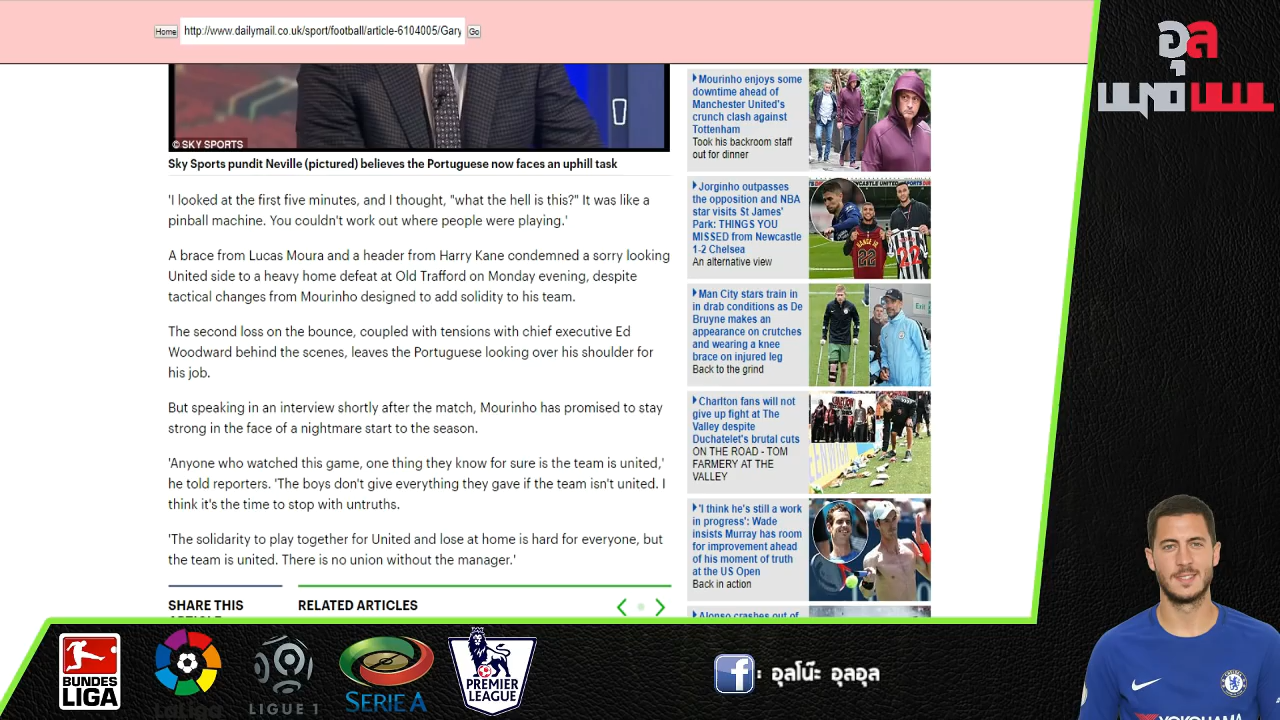 Home
http://www.dailymail.co.uk/sport/football/article-6104005/Gary
Go
© SKY SPORTS
Sky Sports pundit Neville (pictured) believes the Portuguese now faces an uphill task
'I looked at the first five minutes, and I thought, "what the hell is this?" It was like a
pinball machine. You couldn't work out where people were playing.'
A brace from Lucas Moura and a header from Harry Kane condemned a sorry looking
United side to a heavy home defeat at Old Trafford on Monday evening, despite
tactical changes from Mourinho designed to add solidity to his team.
The second loss on the bounce, coupled with tensions with chief executive Ed
Woodward behind the scenes, leaves the Portuguese looking over his shoulder for
his job.
But speaking in an interview shortly after the match, Mourinho has promised to stay
strong in the face of a nightmare start to the season.
'Anyone who watched this game, one thing they know for sure is the team is united,'
he told reporters. 'The boys don't give everything they gave if the team isn't united. I
think it's the time to stop with untruths.
'The solidarity to play together for United and lose at home is hard for everyone, but
the team is united. There is no union without the manager.'
SHARE THIS
RELATED ARTICLES
Mourinho enjoys some
downtime ahead of
Manchester United's
crunch clash against
Tottenham
Took his backroom staff
out for dinner
Jorginho outpasses
the opposition and NBA
star visits St James'
Park: THINGS YOU
MISSED from Newcastle
1-2 Chelsea
An alternative view
Man City stars train in
in drab conditions as De
Bruyne makes an
appearance on crutches
and wearing a knee
brace on injured leg
Back to the grind
Charlton fans will not
give up fight at The
Valley despite
Duchatelet's brutal cuts
ON THE ROAD - TOM
FARMERY AT THE
VALLEY
'I think he's still a work
in progress': Wade
insists Murray has room
for improvement ahead
of his moment of truth
at the US Open
Back in action
Alonso crashes out of
22
22
Exit
อุล
BUNDES
LIGA
LaLiga
LIGUE 1
SERIE A
PREMIER
LEAGUE
f : อุลโน๊ะ อุลอุล
YOKOHAMA